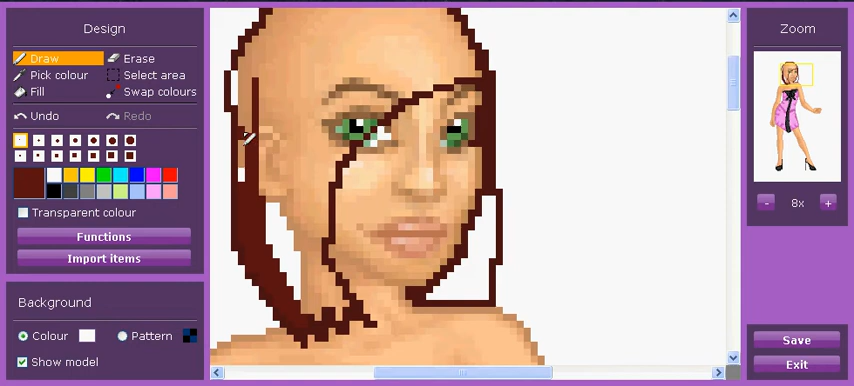 Design
Draw
Erase
Pick colour
Select area
Fill
Swap colours
Undo
Redo
Transparent colour
Functions
Import items
Background
Colour
Pattern
Show model
Zoom
- 8x +
Save
Exit